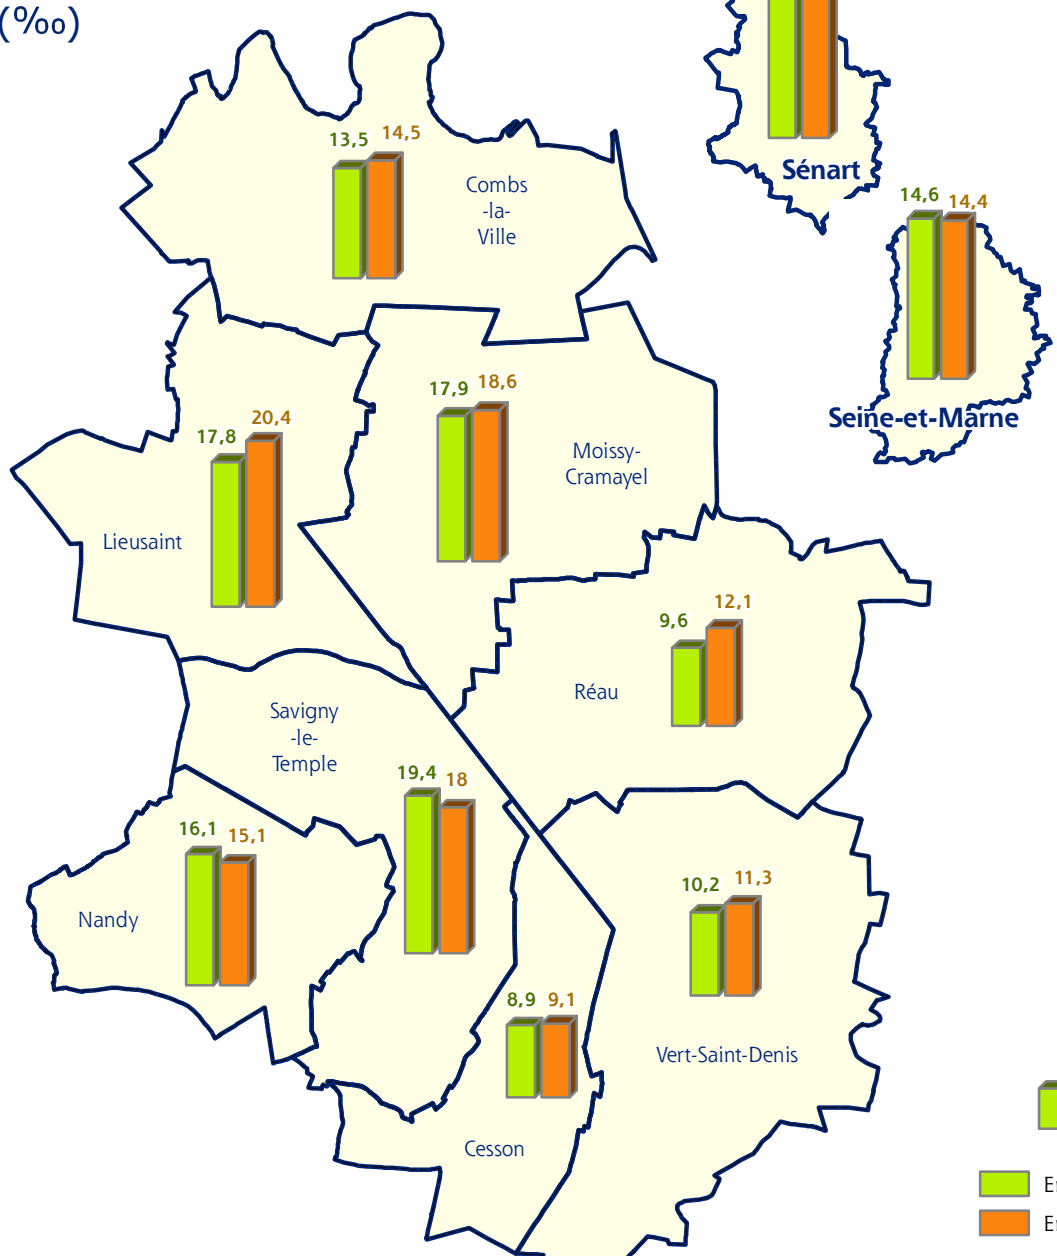 (‰)
13,5
14,5
Combs
-la-
Ville
Sénart
14,6
14,4
Seine-et-Marne
17,9
18,6
Moissy-
Cramayel
17,8
20,4
Lieusaint
9,6
12,1
Réau
Savigny
-le-
Temple
19,4
18
16,1
15,1
Nandy
10,2
11,3
Vert-Saint-Denis
8,9
9,1
Cesson